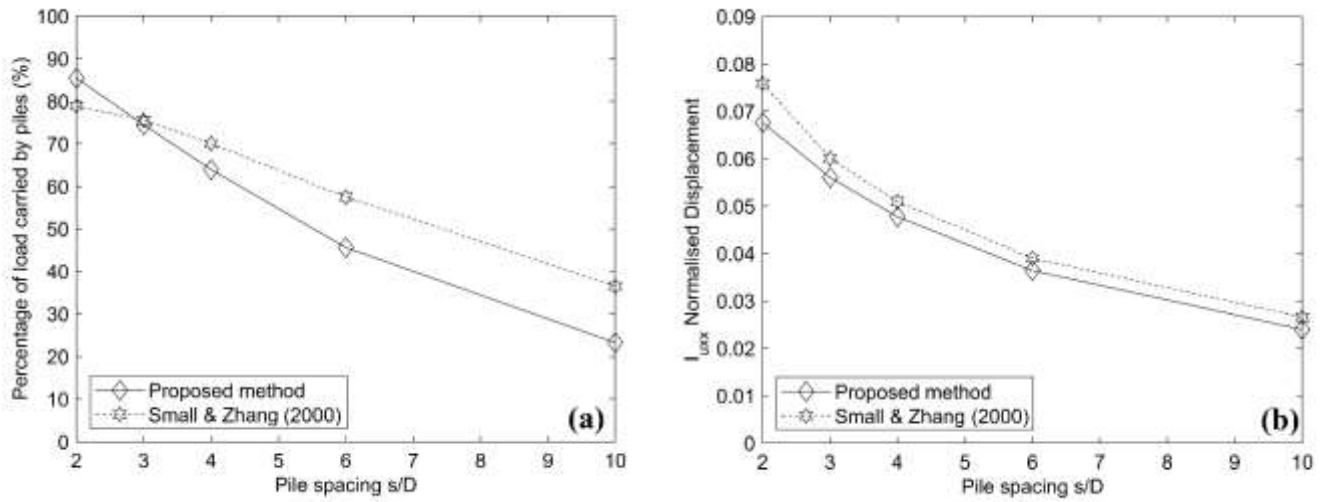 Percentage of load carried by piles (%)
100
90
80
70
60
50
40
30
20
10
0
2 3 4 5 6 7 8 9 10
Pile spacing s/D
Proposed method
Small & Zhang (2000)
(a)
I_uxx Normalised Displacement
0.09
0.08
0.07
0.06
0.05
0.04
0.03
0.02
0.01
0
2 3 4 5 6 7 8 9 10
Pile spacing s/D
Proposed method
Small & Zhang (2000)
(b)